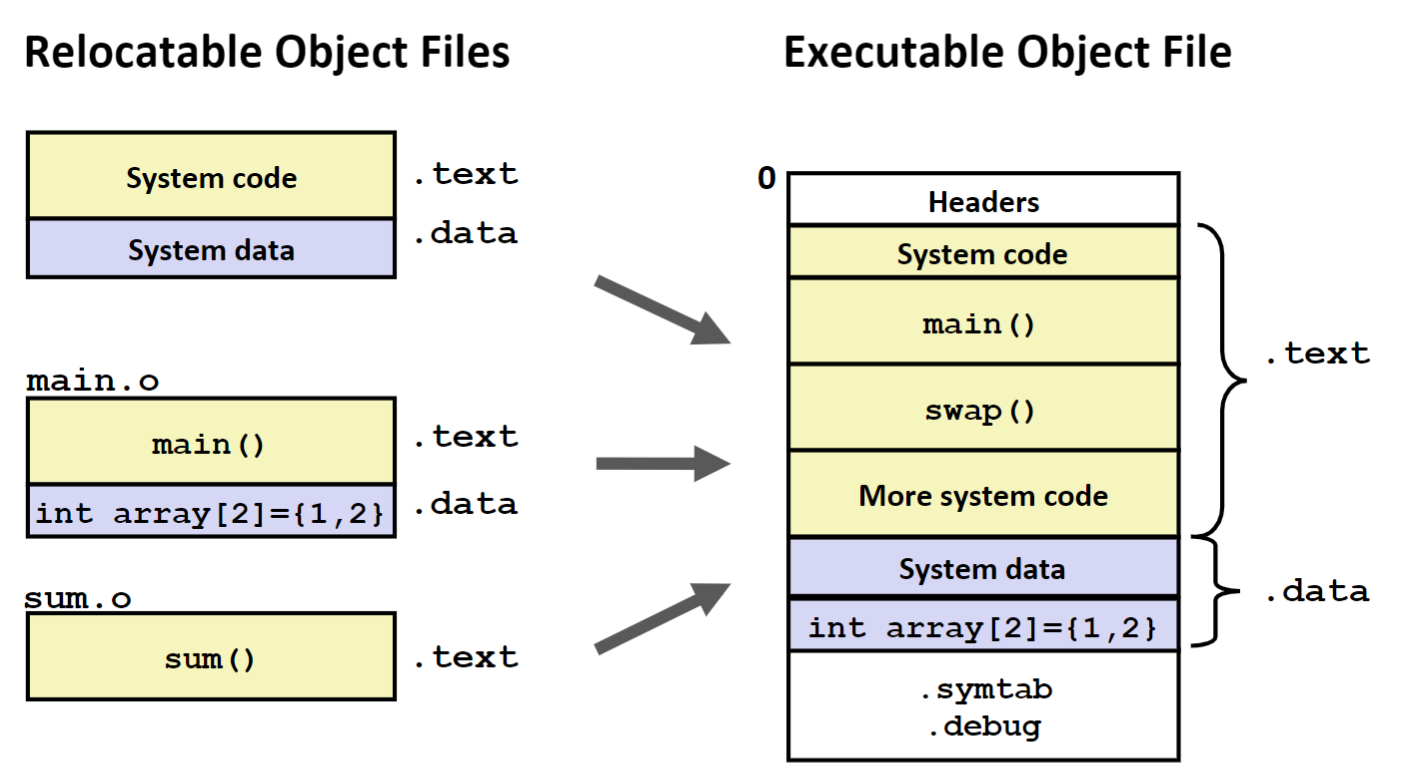 Relocatable Object Files
Executable Object File
System code
.text
System data
.data
main.o
main()
.text
int array[2]={1,2}
.data
sum.o
sum()
.text
0
Headers
System code
main()
swap()
More system code
.text
System data
int array[2]={1,2}
.data
.symtab
.debug